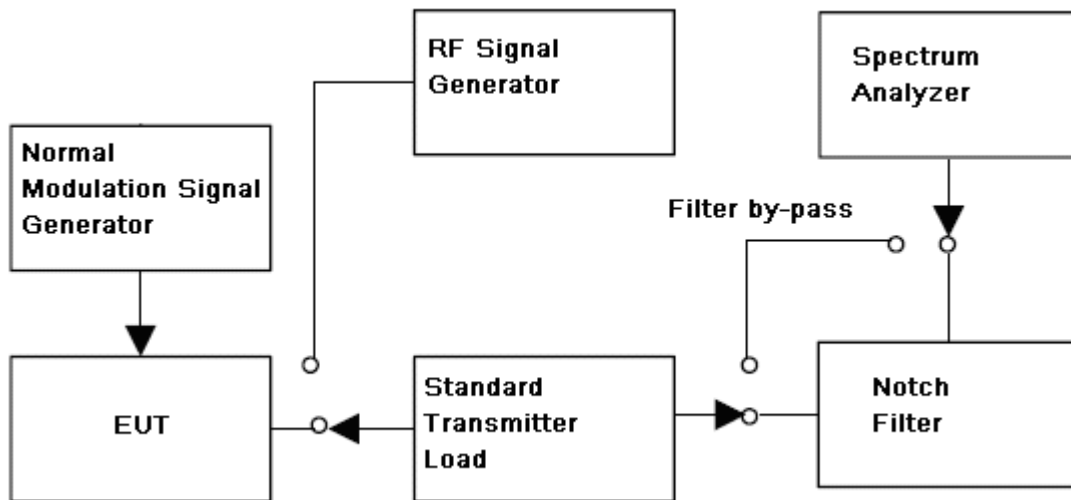 RF Signal
Generator
Spectrum
Analyzer
Normal
Modulation Signal
Generator
Filter by-pass
EUT
Standard
Transmitter
Load
Notch
Filter